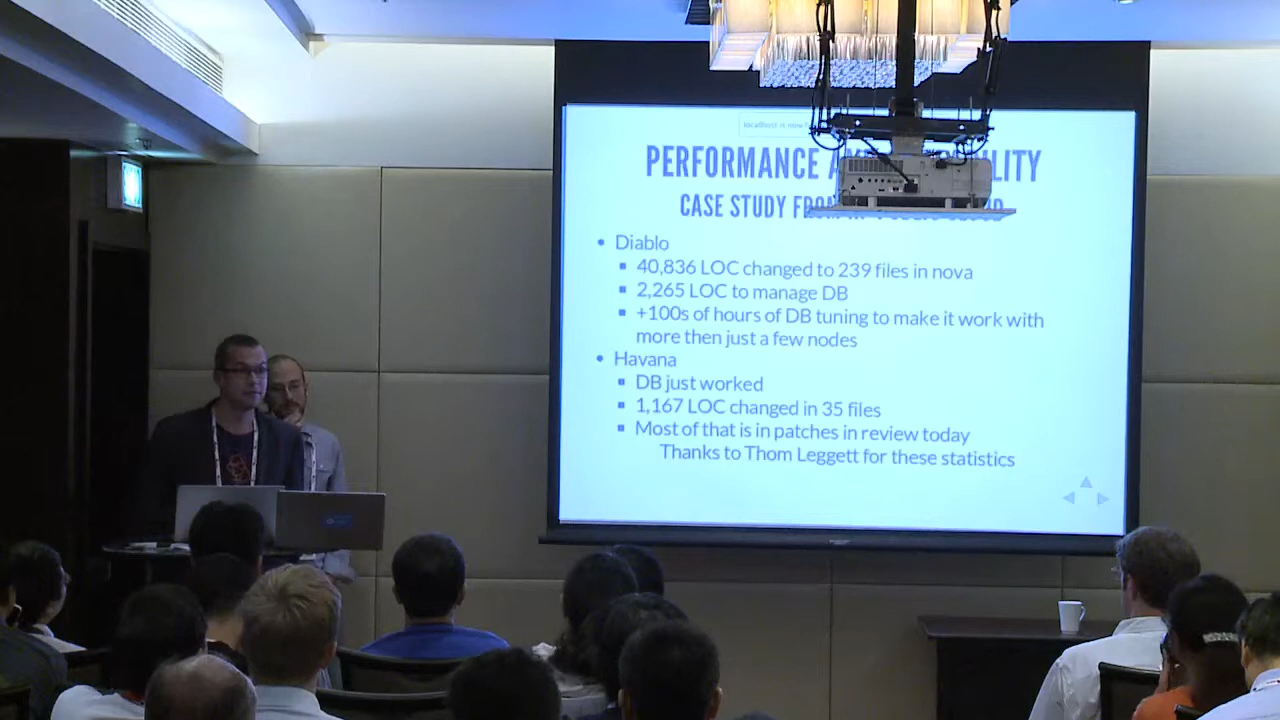 localhost is now
PERFORMANCE
CASE STUDY
Diablo
40,836 LOC changed to 239 files in nova
2,265 LOC to manage DB
+100s of hours of DB tuning to make it work with
more then just a few nodes
Havana
DB just worked
1,167 LOC changed in 35 files
Most of that is in patches in review today
Thanks to Thom Leggett for these statistics